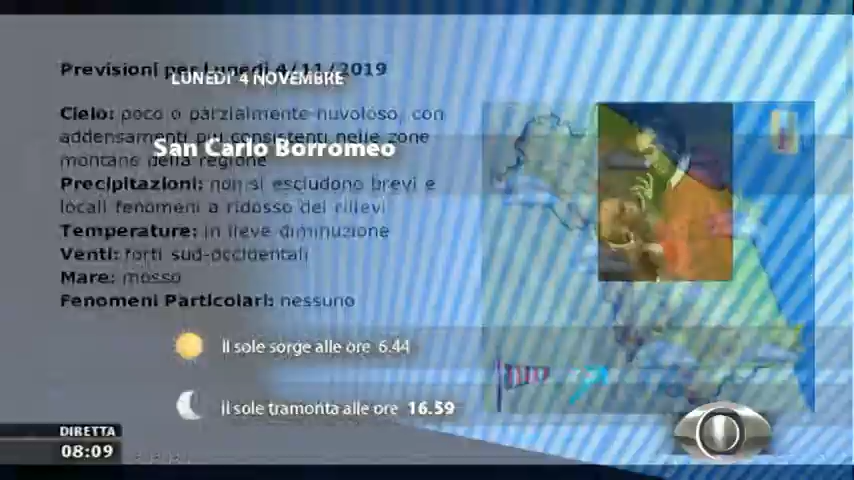 Previsioni per Lunedì 4/11/2019
LUNEDI' 4 NOVEMBRE
Cielo: poco o parzialmente nuvoloso, con
addensamenti più consistenti nelle zone
San Carlo Borromeo
montane della regione
Precipitazioni: non si escludono brevi e
locali fenomeni a ridosso dei rilievi
Temperature: in lieve diminuzione
Venti: forti sud-occidentali
Mare: mosso
Fenomeni Particolari: nessuno
Il sole sorge alle ore 6.44
Il sole tramonta alle ore 16.59
DIRETTA
08:09